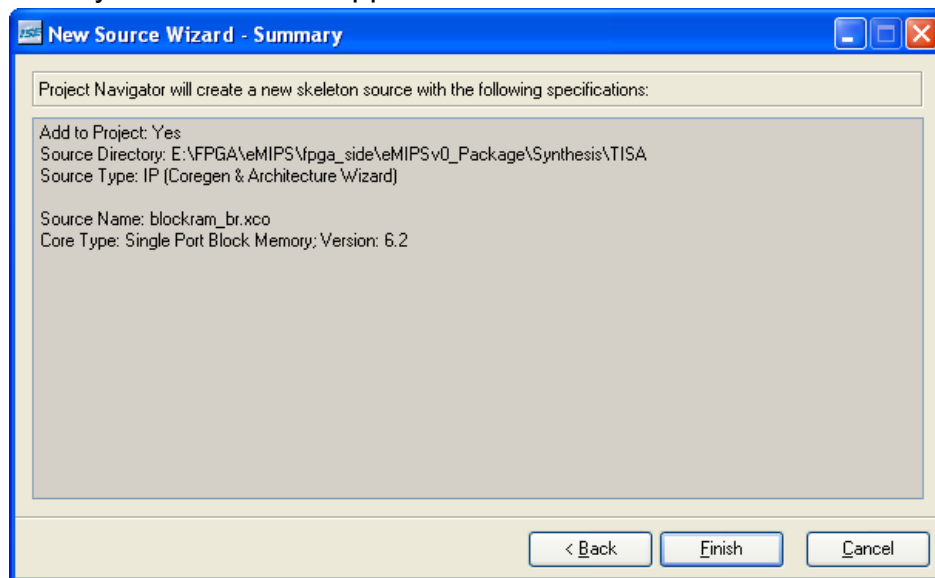 New Source Wizard - Summary
Project Navigator will create a new skeleton source with the following specifications:
Add to Project: Yes
Source Directory: E:\FPGA\eMIPS\fpga_side\eMIPSv0_Package\Synthesis\TISA
Source Type: IP (Coregen & Architecture Wizard)
Source Name: blockram_br.xco
Core Type: Single Port Block Memory; Version: 6.2
< Back Finish Cancel